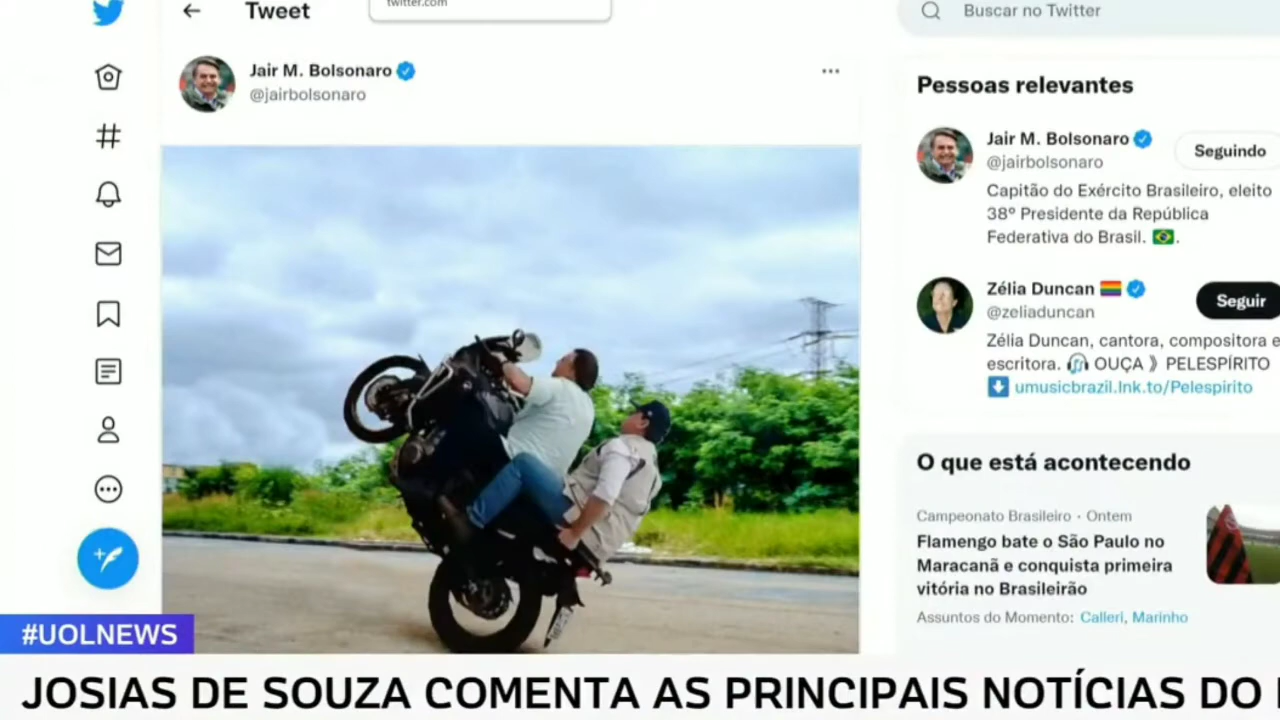 Tweet
twitter.com
Buscar no Twitter
Jair M. Bolsonaro
@jairbolsonaro
Pessoas relevantes
Jair M. Bolsonaro
@jairbolsonaro
Seguindo
Capitão do Exército Brasileiro, eleito
38º Presidente da República
Federativa do Brasil.
Zélia Duncan
@zeliaduncan
Seguir
Zélia Duncan, cantora, compositora e
escritora. OUÇA 》 PELESPÍRITO
umusicbrazil.lnk.to/Pelespirito
O que está acontecendo
Campeonato Brasileiro · Ontem
Flamengo bate o São Paulo no
Maracanã e conquista primeira
vitória no Brasileirão
Assuntos do Momento: Calleri, Marinho
#UOLNEWS
JOSIAS DE SOUZA COMENTA AS PRINCIPAIS NOTÍCIAS DO